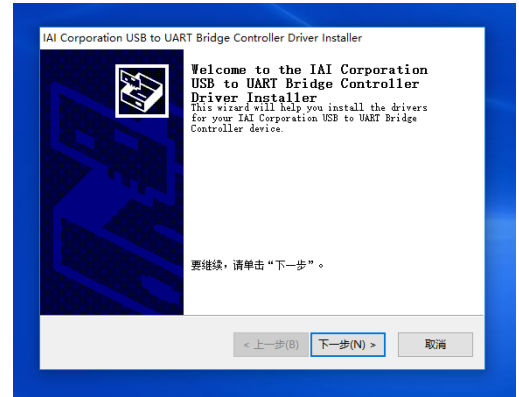 IAI Corporation USB to UART Bridge Controller Driver Installer
Welcome to the IAI Corporation
USB to UART Bridge Controller
Driver Installer
This wizard will help you install the drivers
for your IAI Corporation USB to UART Bridge
Controller device.
要继续，请单击“下一步”。
< 上一步(B)
下一步(N) >
取消